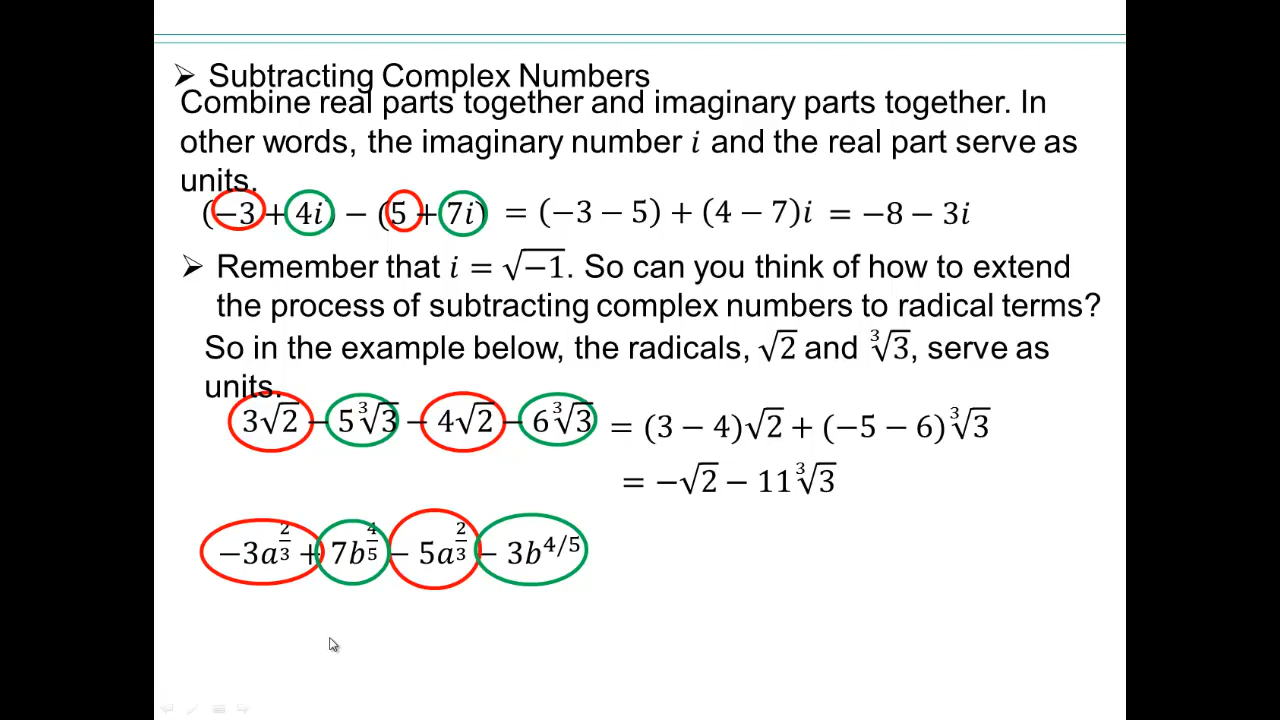 ➢ Subtracting Complex Numbers
Combine real parts together and imaginary parts together. In
other words, the imaginary number i and the real part serve as
units.
(−3 + 4i) − (5 + 7i) = (−3 − 5) + (4 − 7)i = −8 − 3i
➢ Remember that i = √−1. So can you think of how to extend
the process of subtracting complex numbers to radical terms?
So in the example below, the radicals, √2 and ∛3, serve as
units.
3√2 − 5∛3 − 4√2 − 6∛3 = (3 − 4)√2 + (−5 − 6)∛3
= −√2 − 11∛3
−3a^(2/3) + 7b^(4/5) − 5a^(2/3) − 3b^(4/5)